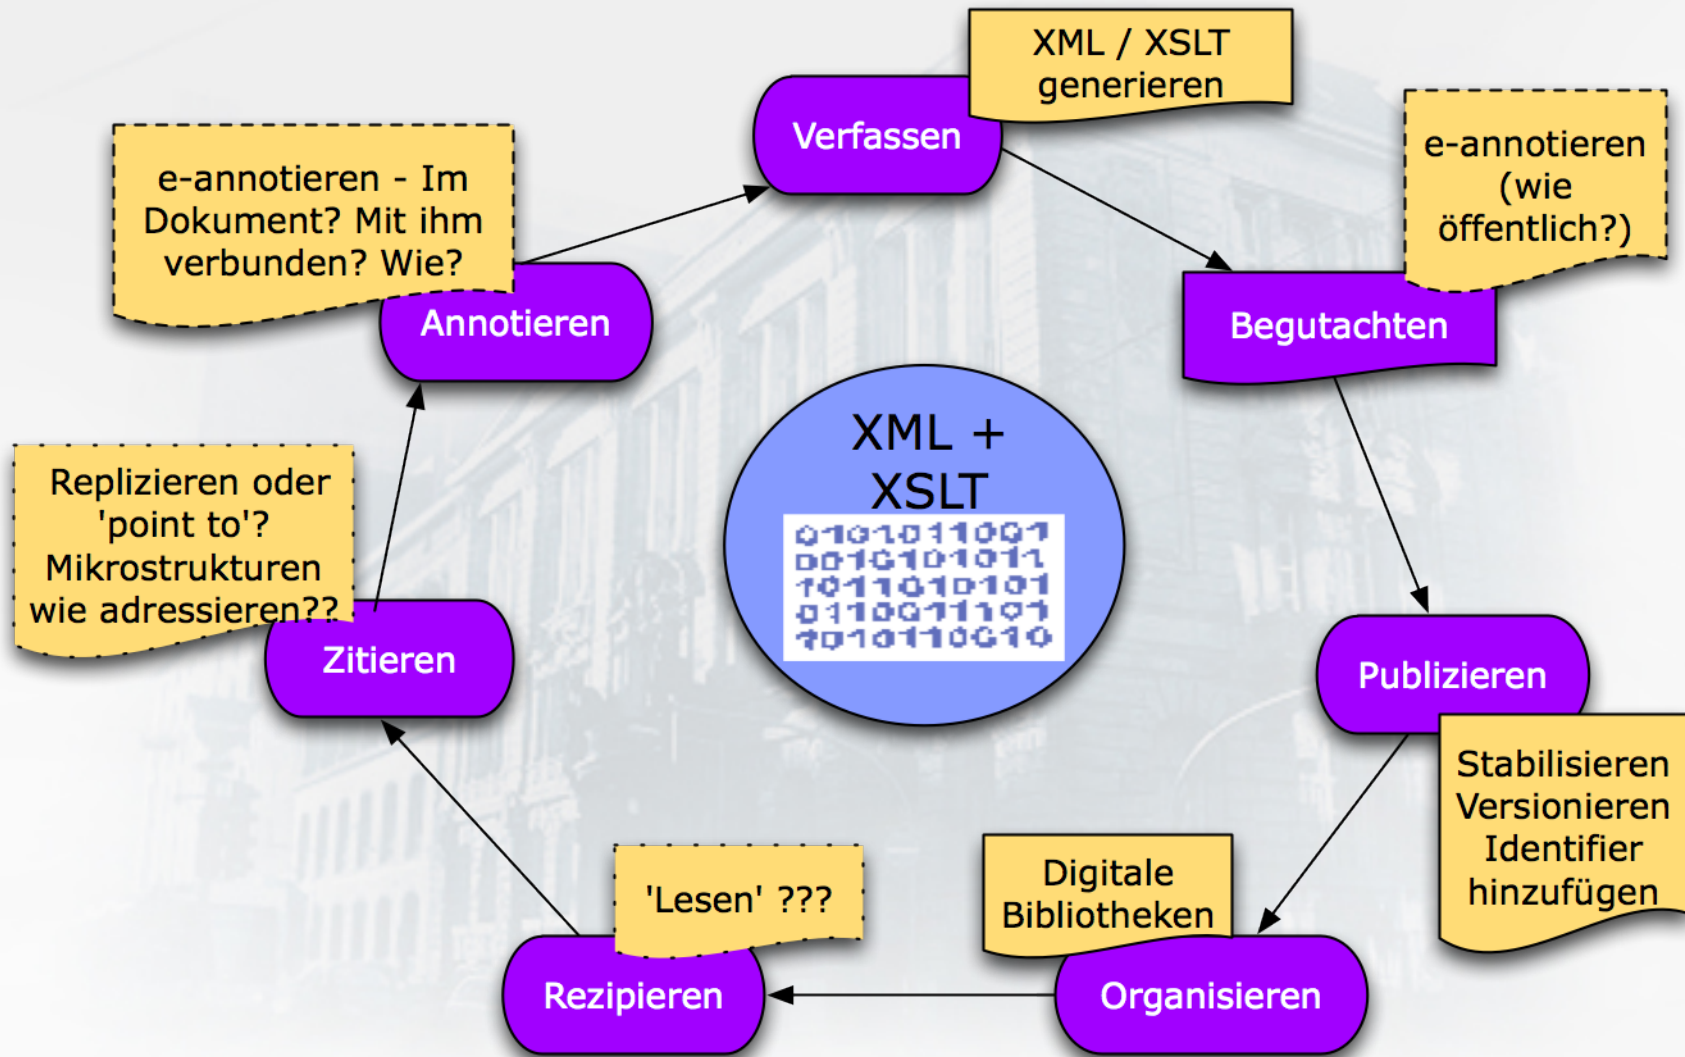 XML / XSLT
generieren
Verfassen
e-annotieren
(wie
öffentlich?)
Begutachten
Publizieren
Stabilisieren
Versionieren
Identifier
hinzufügen
Digitale
Bibliotheken
Organisieren
'Lesen' ???
Rezipieren
Replizieren oder
'point to'?
Mikrostrukturen
wie adressieren??
Zitieren
e-annotieren - Im
Dokument? Mit ihm
verbunden? Wie?
Annotieren
XML +
XSLT
0101011001
0010101011
1011010101
0110011101
1010110010